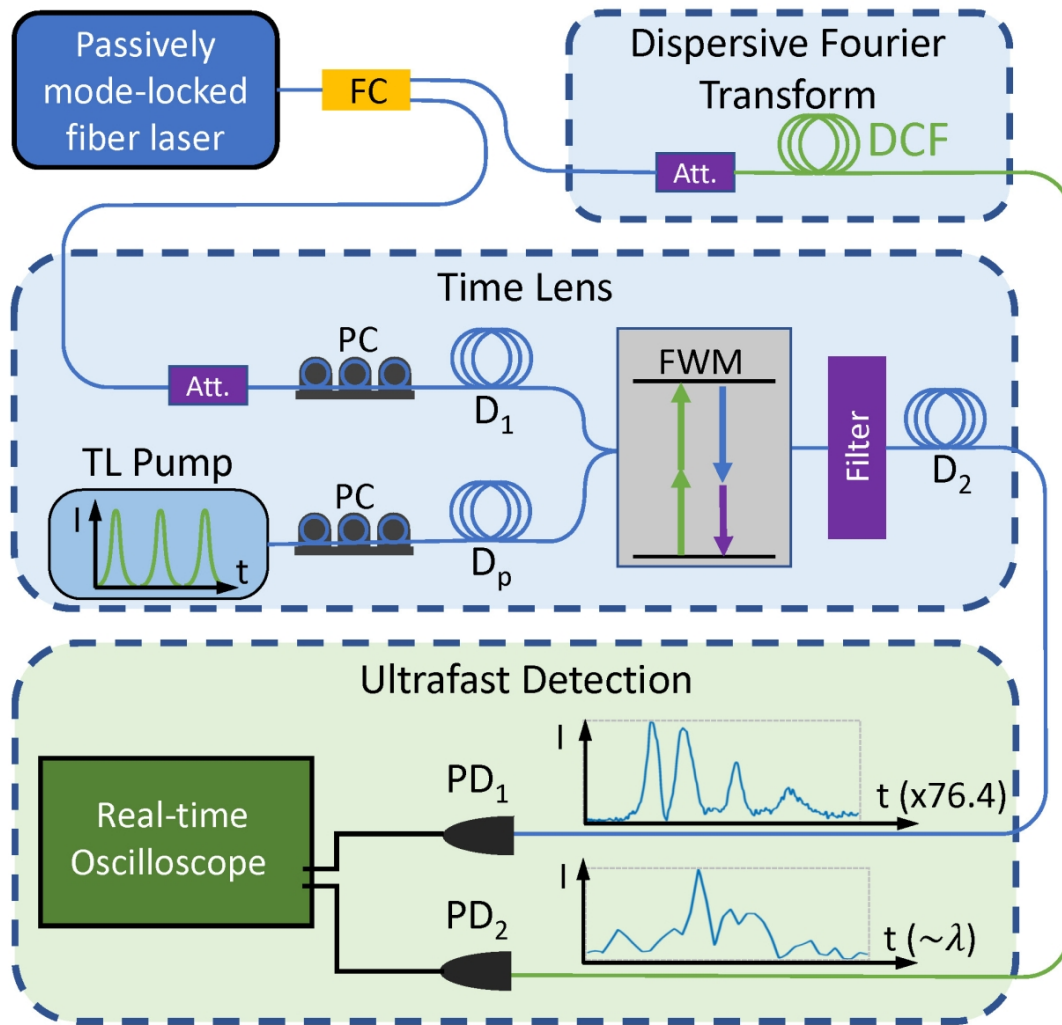 Passively
mode-locked
fiber laser
FC
Dispersive Fourier
Transform
DCF
Att.
Time Lens
PC
Att.
D₁
FWM
Filter
D₂
TL Pump
I
t
PC
Dₚ
Ultrafast Detection
Real-time
Oscilloscope
PD₁
I
t (x76.4)
PD₂
I
t (~λ)